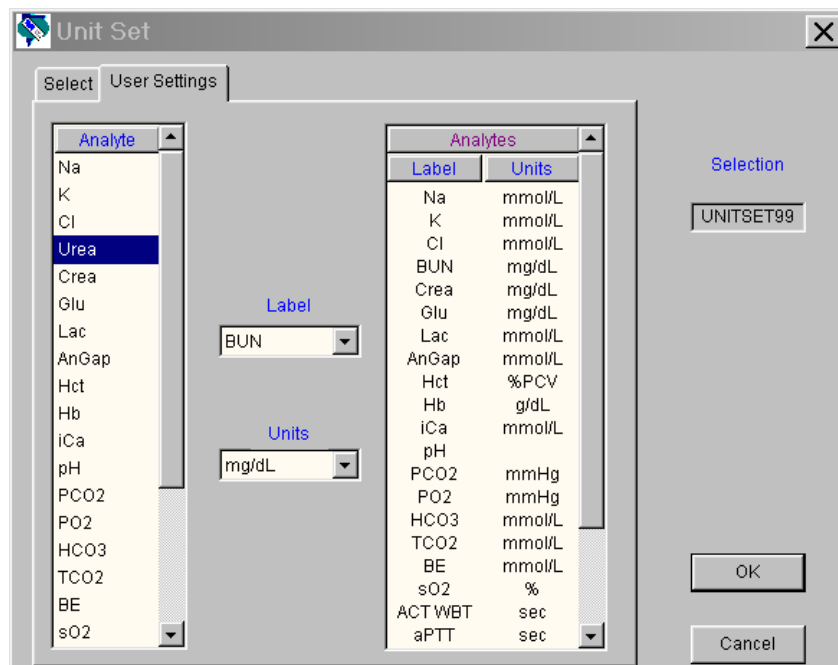 Unit Set
Select User Settings
Analyte
Na
K
Cl
Urea
Crea
Glu
Lac
AnGap
Hct
Hb
iCa
pH
PCO2
PO2
HCO3
TCO2
BE
sO2
Label
BUN
Units
mg/dL
Analytes
Label Units
Na mmol/L
K mmol/L
Cl mmol/L
BUN mg/dL
Crea mg/dL
Glu mg/dL
Lac mmol/L
AnGap mmol/L
Hct %PCV
Hb g/dL
iCa mmol/L
pH
PCO2 mmHg
PO2 mmHg
HCO3 mmol/L
TCO2 mmol/L
BE mmol/L
sO2 %
ACT WBT sec
aPTT sec
Selection
UNITSET99
OK
Cancel